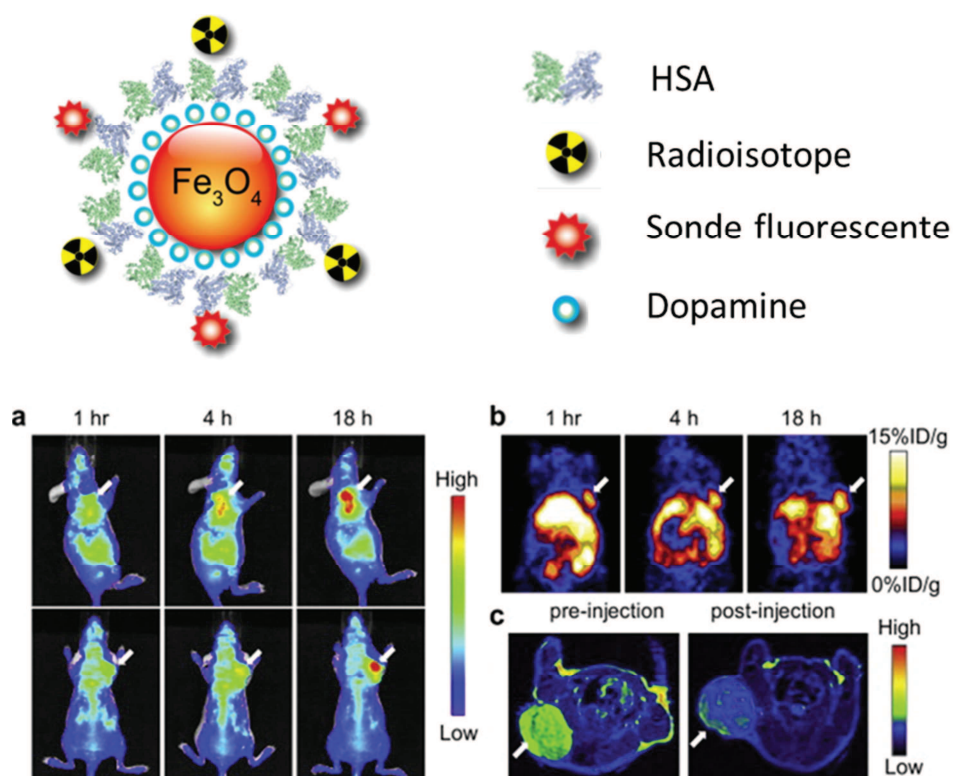 Fe3O4
HSA
Radioisotope
Sonde fluorescente
Dopamine
a
1 hr
4 h
18 h
High
Low
b
1 hr
4 h
18 h
15%ID/g
0%ID/g
c
pre-injection
post-injection
High
Low